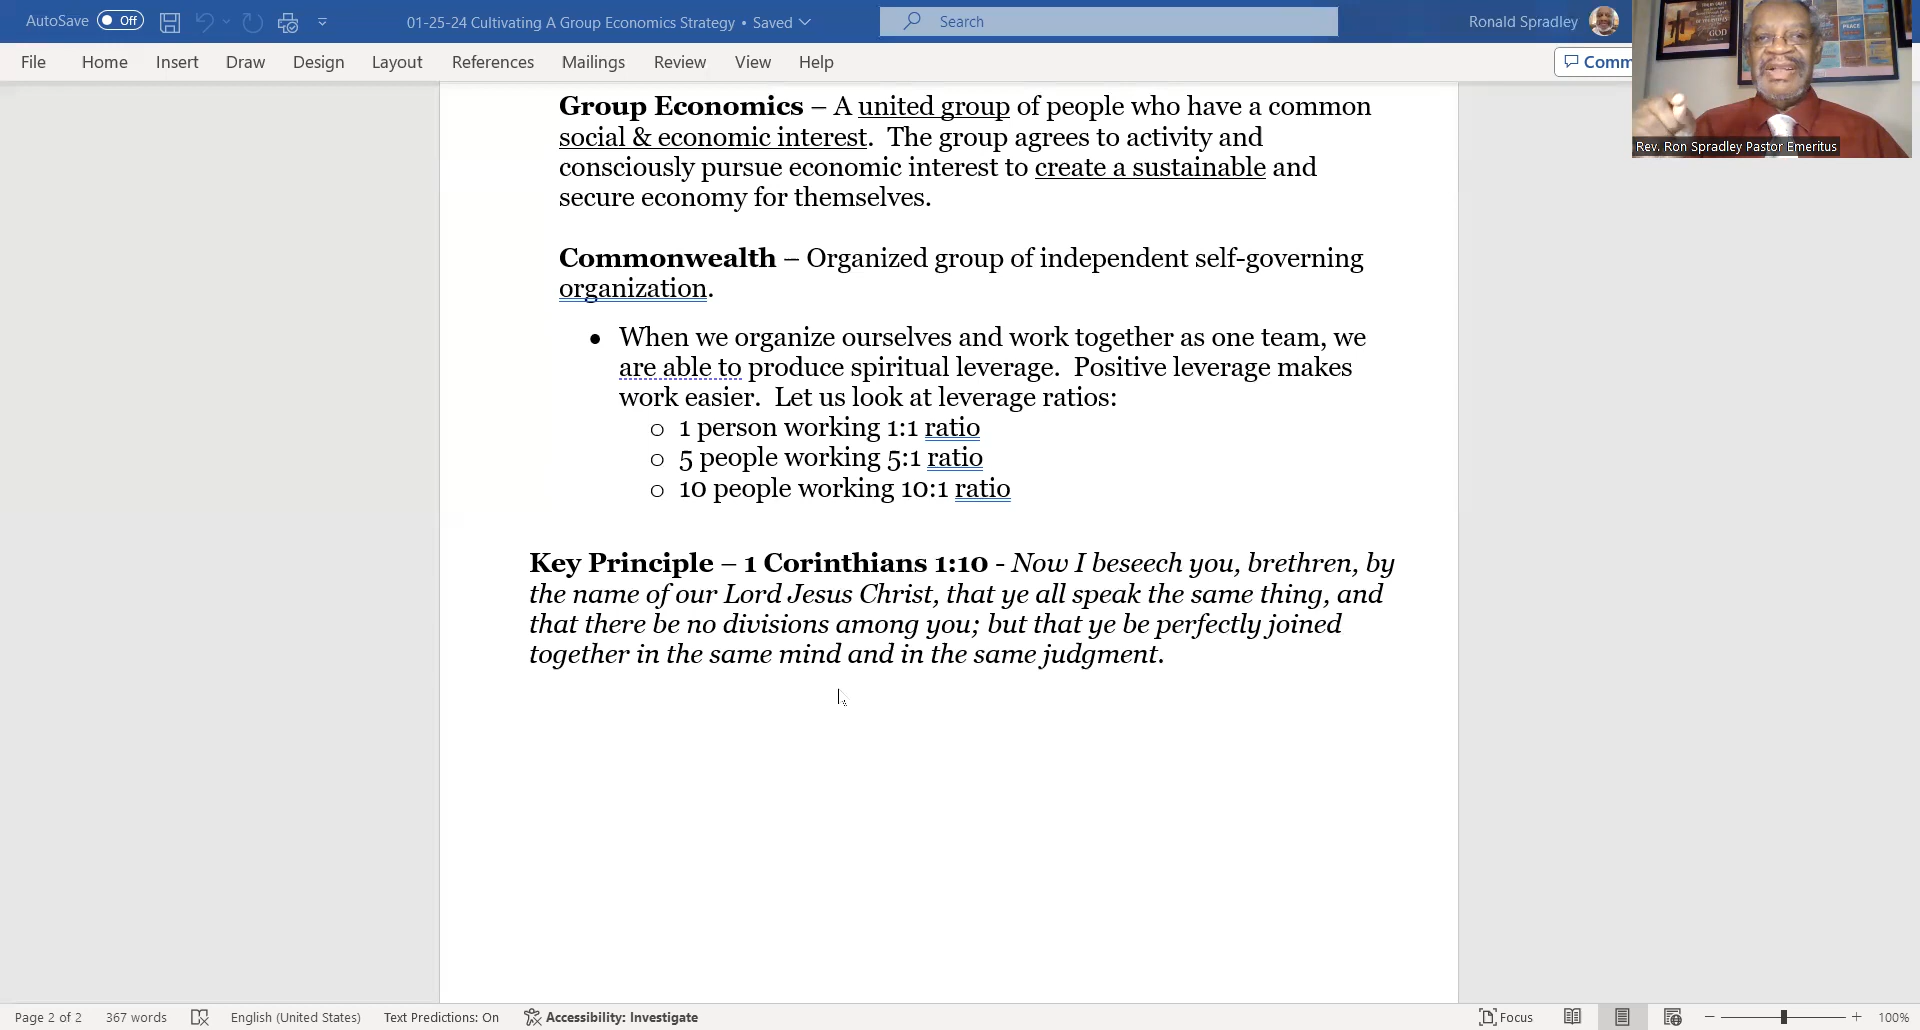 AutoSave Off 01-25-24 Cultivating A Group Economics Strategy • Saved Search Ronald Spradley
File Home Insert Draw Design Layout References Mailings Review View Help Comm
GOD
PEACE
Rev. Ron Spradley Pastor Emeritus
Group Economics – A united group of people who have a common
social & economic interest. The group agrees to activity and
consciously pursue economic interest to create a sustainable and
secure economy for themselves.
Commonwealth – Organized group of independent self-governing
organization.
● When we organize ourselves and work together as one team, we
are able to produce spiritual leverage. Positive leverage makes
work easier. Let us look at leverage ratios:
o 1 person working 1:1 ratio
o 5 people working 5:1 ratio
o 10 people working 10:1 ratio
Key Principle – 1 Corinthians 1:10 - Now I beseech you, brethren, by
the name of our Lord Jesus Christ, that ye all speak the same thing, and
that there be no divisions among you; but that ye be perfectly joined
together in the same mind and in the same judgment.
Page 2 of 2 367 words English (United States) Text Predictions: On Accessibility: Investigate Focus 100%